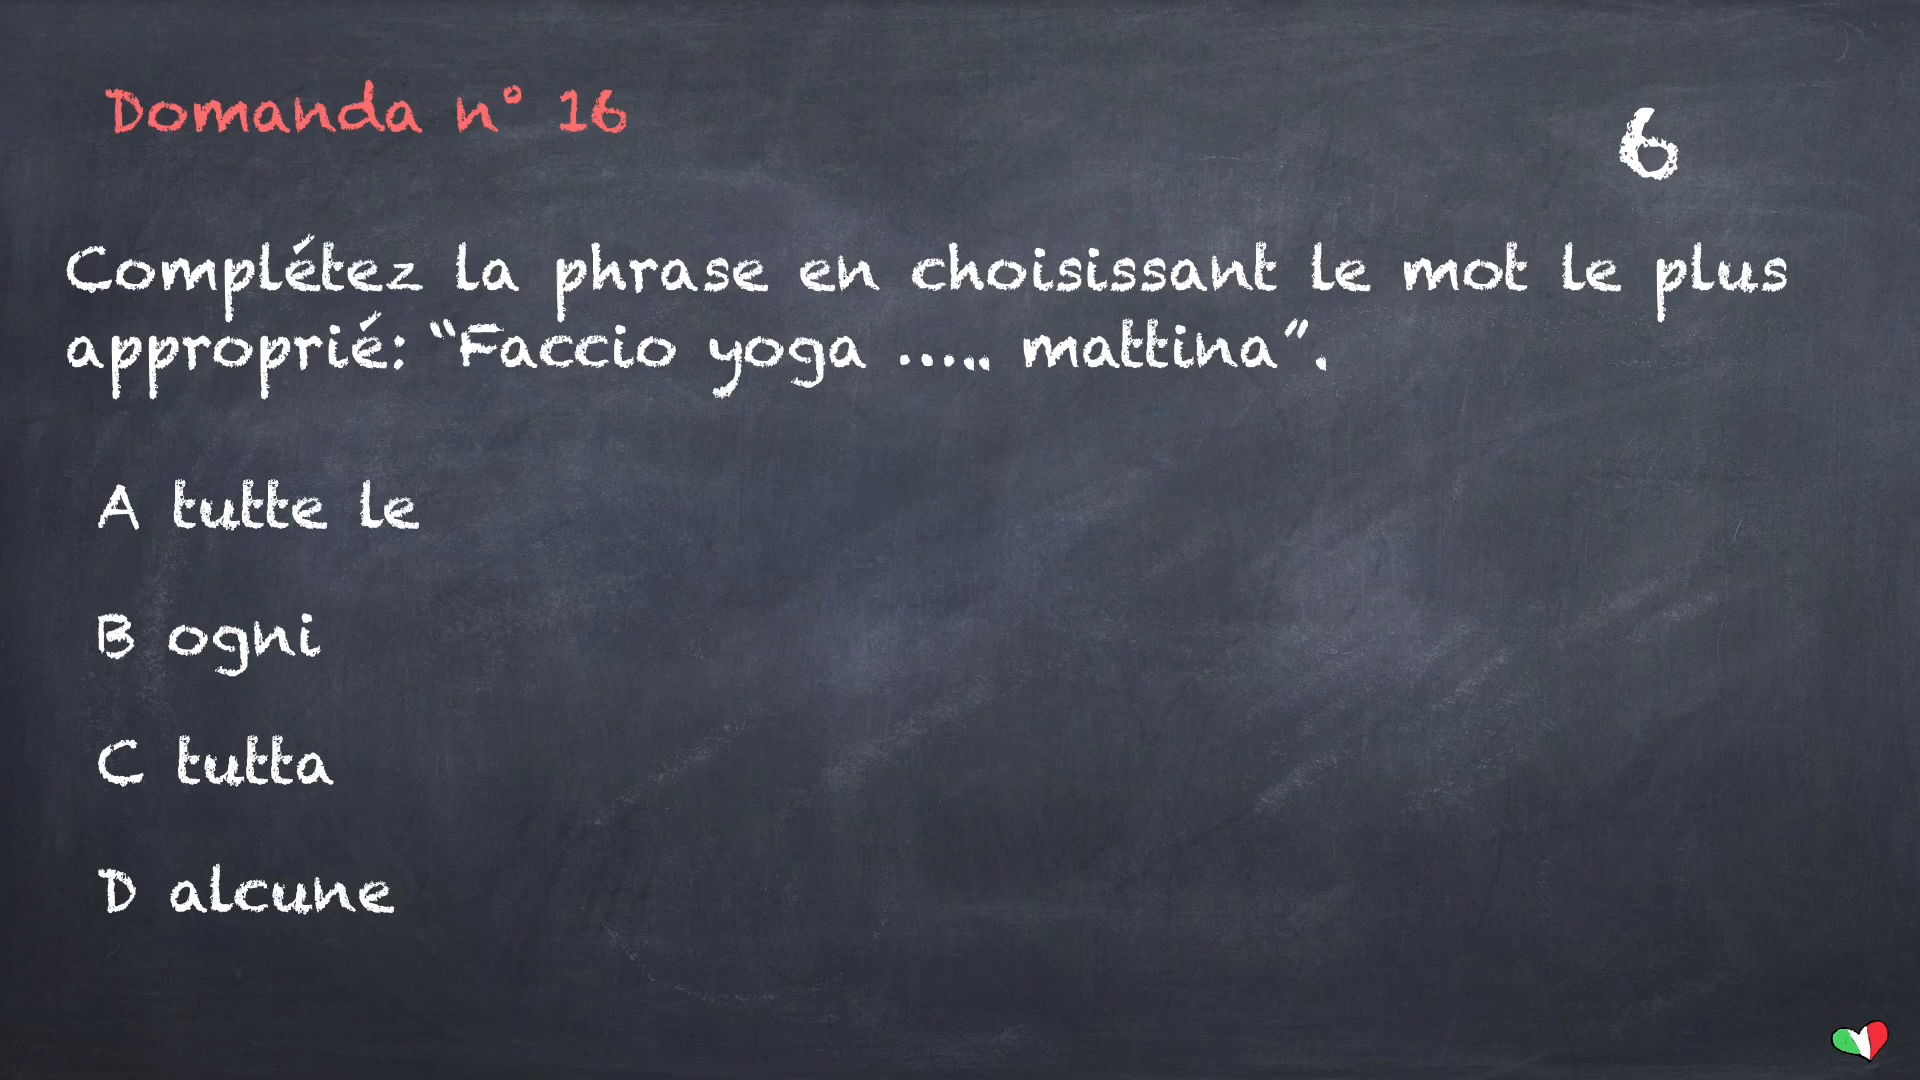 Domanda n° 16
6
Complétez la phrase en choisissant le mot le plus
approprié: “Faccio yoga ..... mattina”.
A tutte le
B ogni
C tutta
D alcune